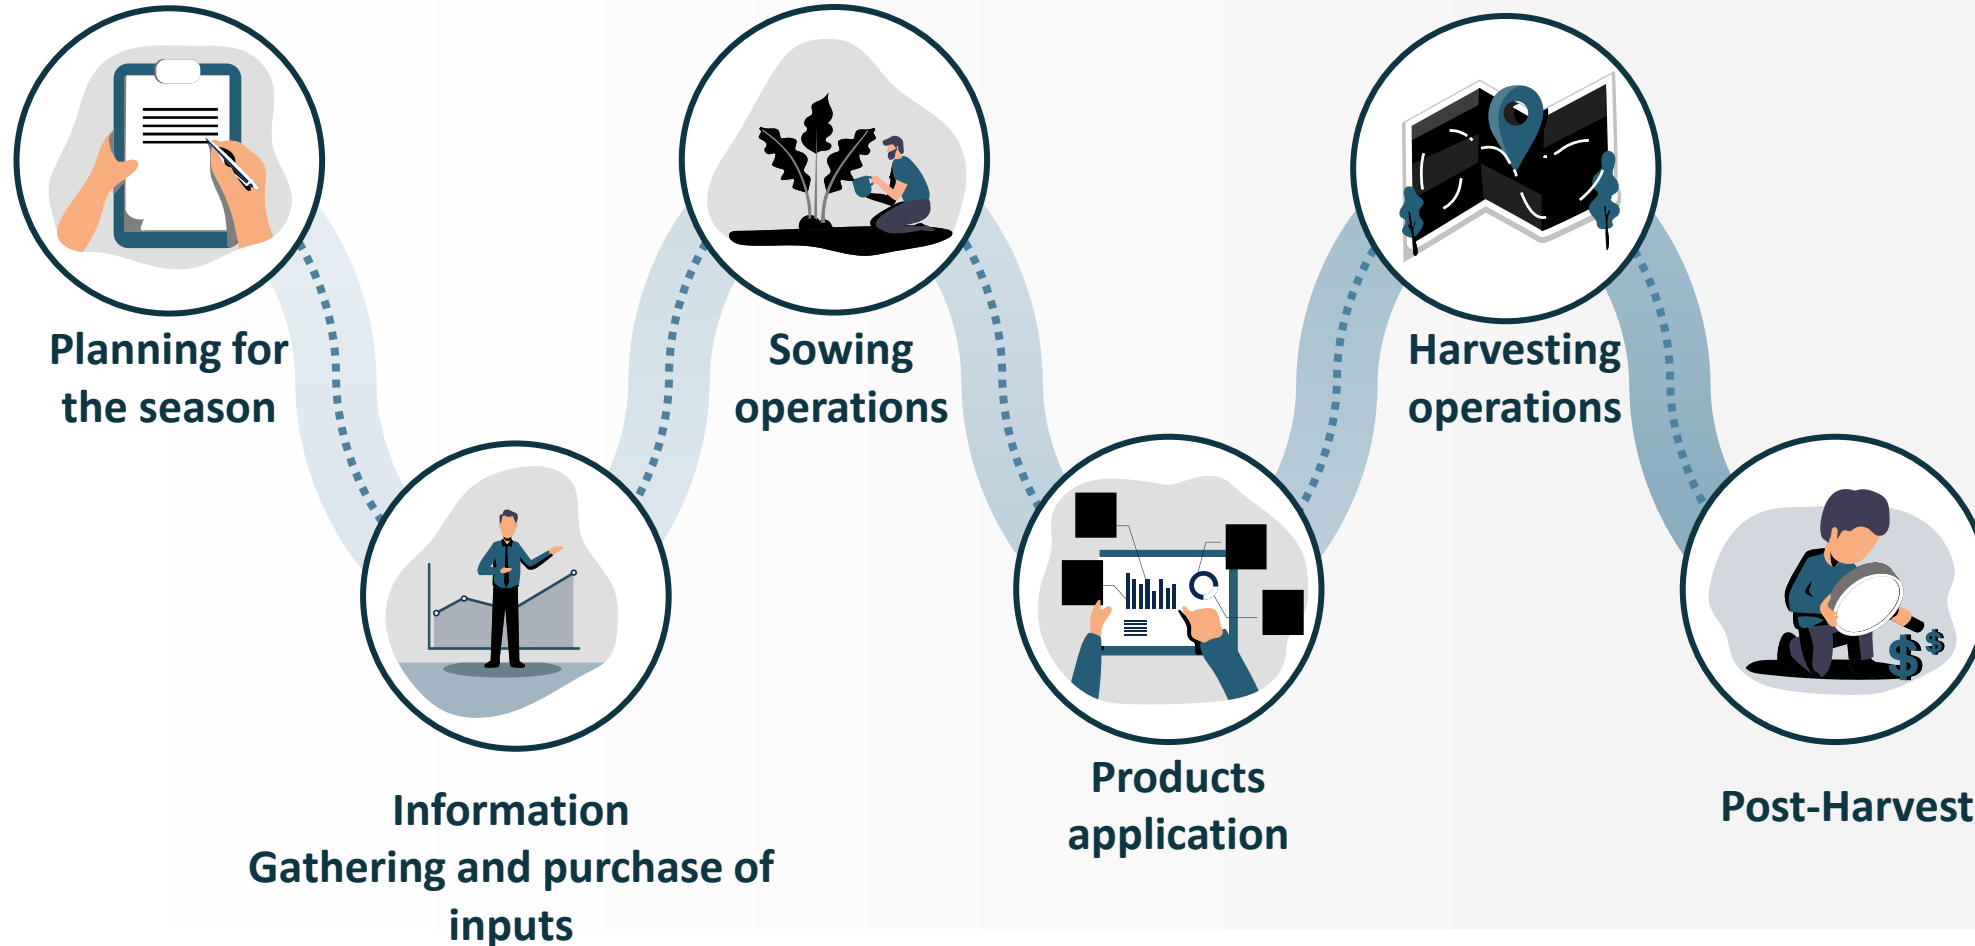 Planning for
the season
Information
Gathering and purchase of
inputs
Sowing
operations
Products
application
Harvesting
operations
Post-Harvest
$
$